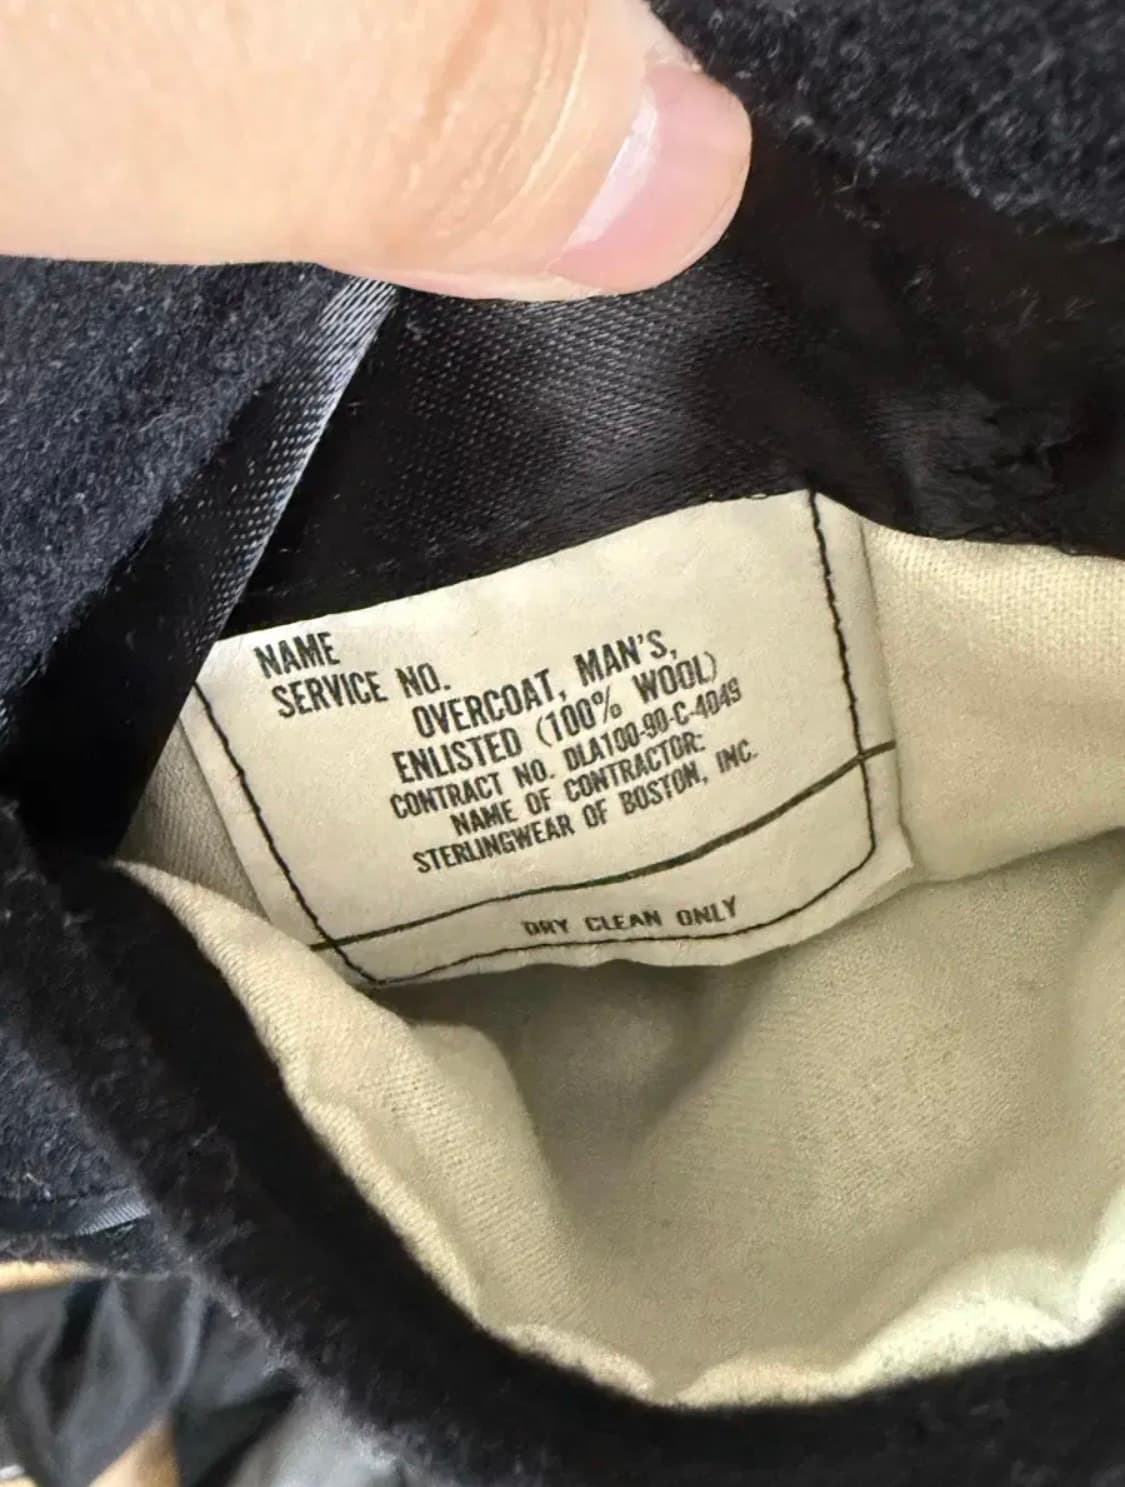 NAME
SERVICE NO.
OVERCOAT, MAN'S,
ENLISTED (100% WOOL)
CONTRACT NO. DLA100-90-C-4049
NAME OF CONTRACTOR:
STERLINGWEAR OF BOSTON, INC.
DRY CLEAN ONLY